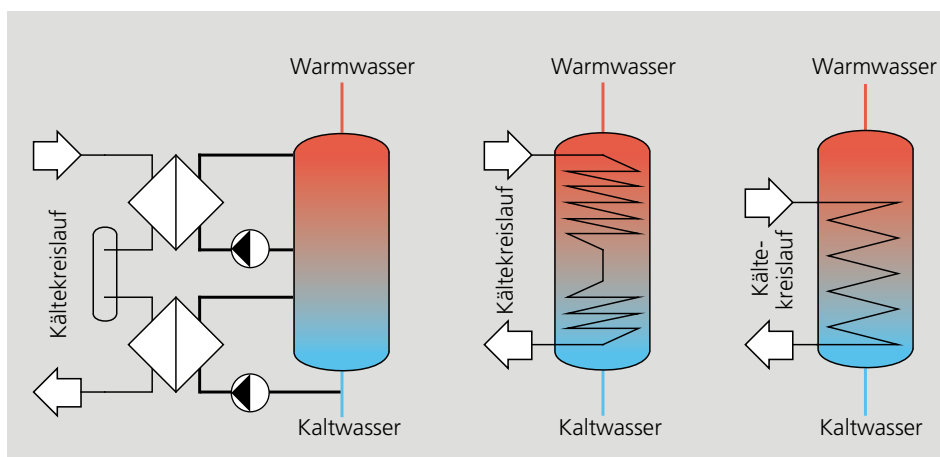 Warmwasser
Kältekreislauf
Kaltwasser
Warmwasser
Kältekreislauf
Kaltwasser
Warmwasser
Kälte-
kreislauf
Kaltwasser